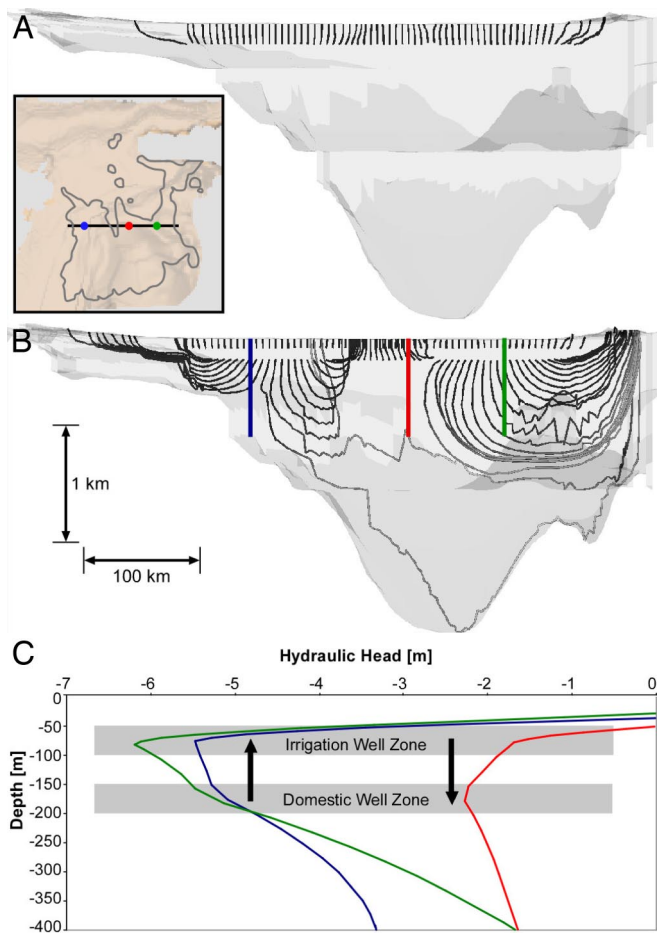 A
B
1 km
100 km
C
Hydraulic Head [m]
-7 -6 -5 -4 -3 -2 -1 0
Depth [m]
0
-50
-100
-150
-200
-250
-300
-350
-400
Irrigation Well Zone
Domestic Well Zone